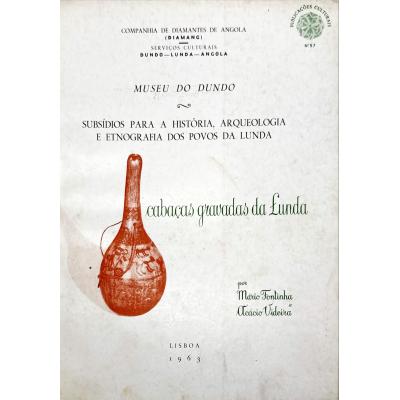 COMPANHIA DE DIAMANTES DE ANGOLA
(DIAMANG)
SERVIÇOS CULTURAIS
DUNDO—LUNDA—ANGOLA
PUBLICAÇÕES CULTURAIS
N.º 57
MUSEU DO DUNDO
SUBSÍDIOS PARA A HISTÓRIA, ARQUEOLOGIA
E ETNOGRAFIA DOS POVOS DA LUNDA
cabaças gravadas da Lunda
por
Mário Fontinha
e
Acácio Videira
LISBOA
1963